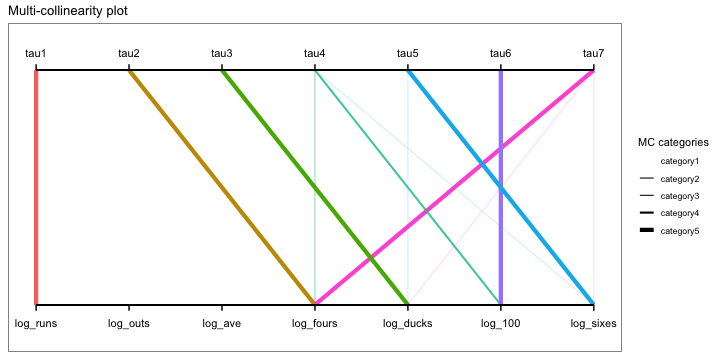 Multi-collinearity plot
tau1 tau2 tau3 tau4 tau5 tau6 tau7
MC categories
category1
category2
category3
category4
category5
log_runs log_outs log_ave log_fours log_ducks log_100 log_sixes